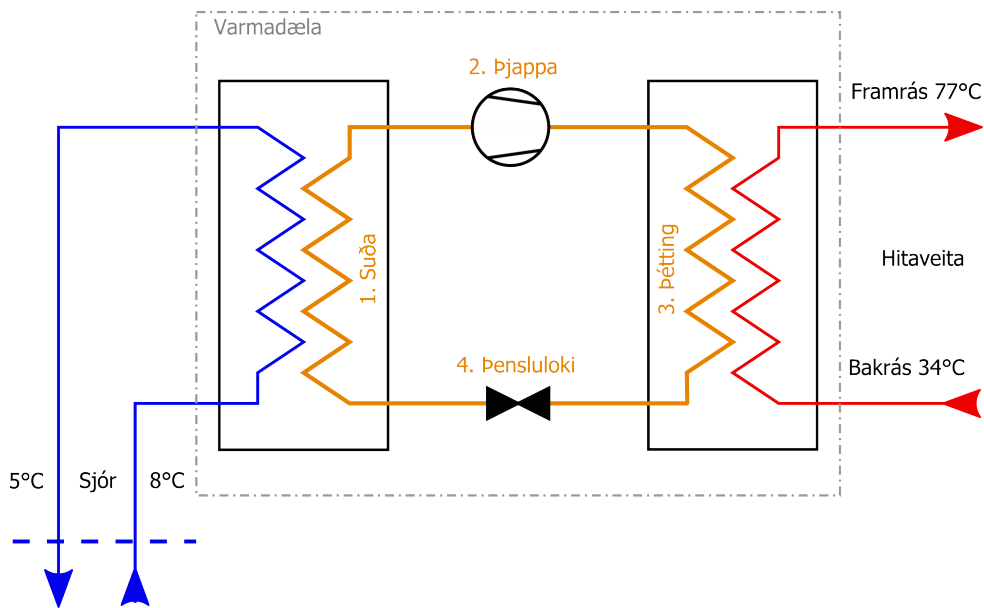 Varmadæla
2. Þjappa
Framrás 77°C
1. Suða
3. Þétting
Hitaveita
4. Þensluloki
Bakrás 34°C
5°C
Sjór
8°C